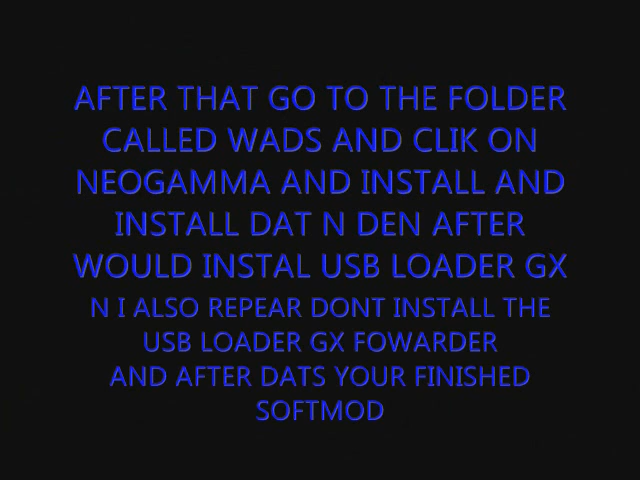 AFTER THAT GO TO THE FOLDER
CALLED WADS AND CLIK ON
NEOGAMMA AND INSTALL AND
INSTALL DAT N DEN AFTER
WOULD INSTAL USB LOADER GX
N I ALSO REPEAR DONT INSTALL THE
USB LOADER GX FOWARDER
AND AFTER DATS YOUR FINISHED
SOFTMOD